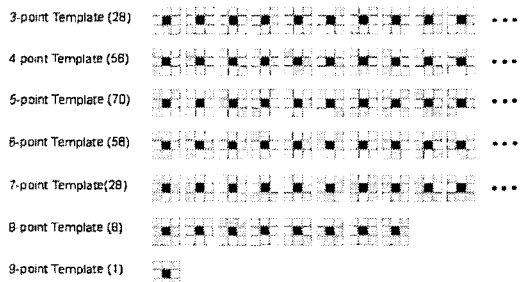 3-point Template (28)
4 point Template (56)
5-point Template (70)
6-point Template (56)
7-point Template(28)
8-point Template (8)
9-point Template (1)